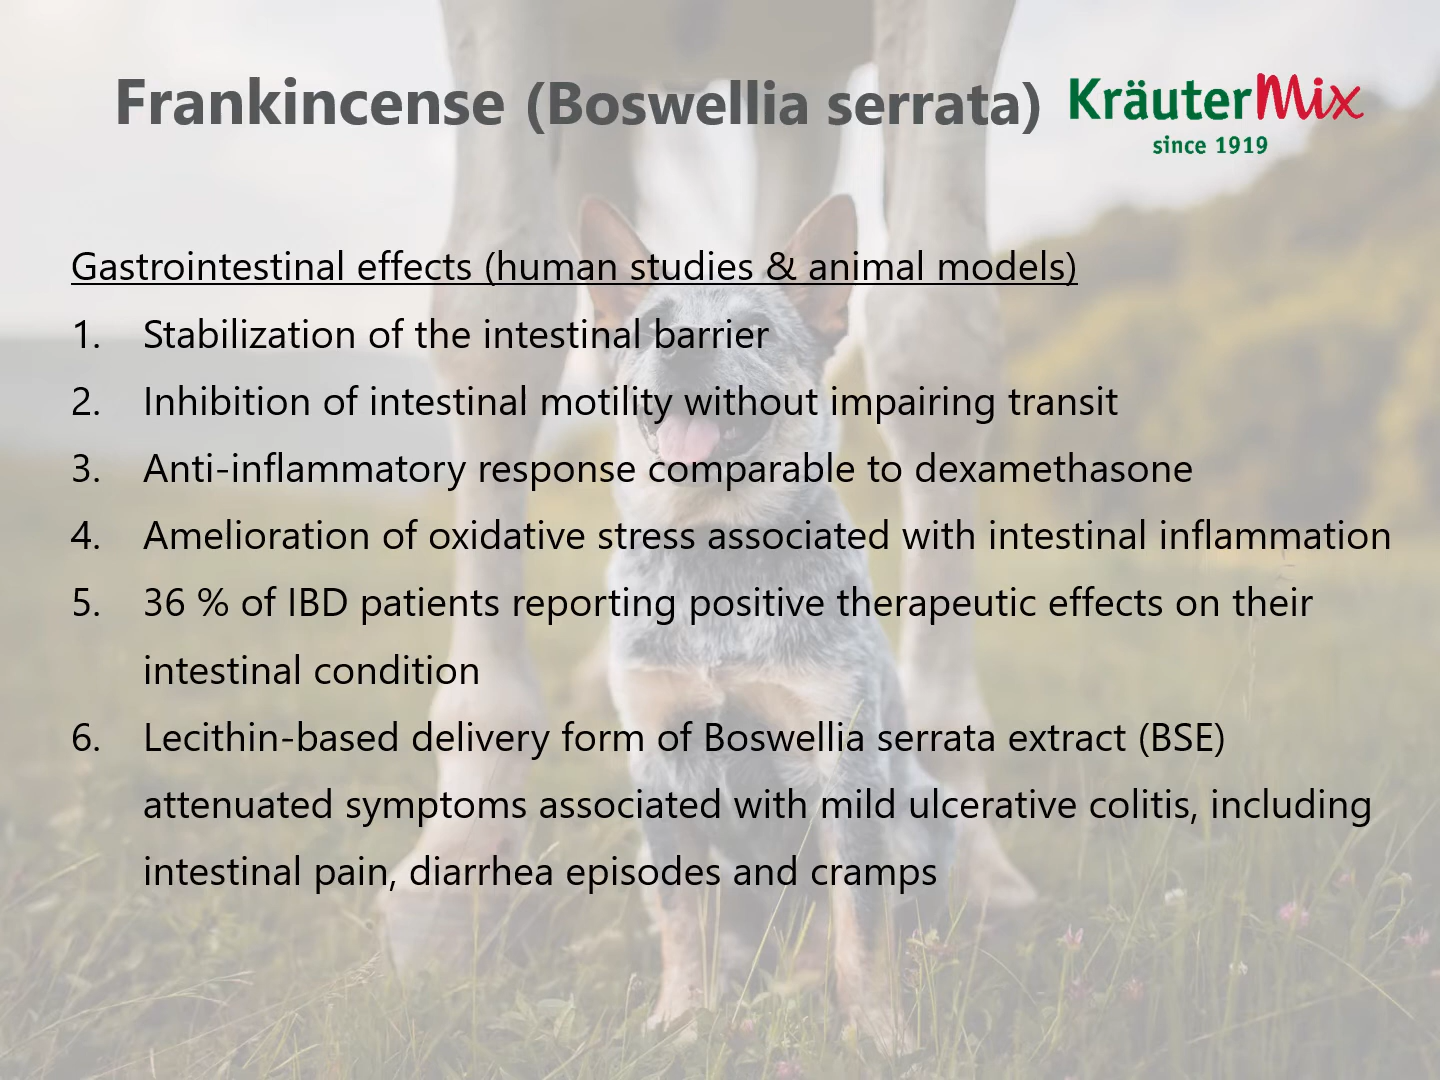 Frankincense (Boswellia serrata)
KräuterMix
since 1919
Gastrointestinal effects (human studies & animal models)
1. Stabilization of the intestinal barrier
2. Inhibition of intestinal motility without impairing transit
3. Anti-inflammatory response comparable to dexamethasone
4. Amelioration of oxidative stress associated with intestinal inflammation
5. 36 % of IBD patients reporting positive therapeutic effects on their
intestinal condition
6. Lecithin-based delivery form of Boswellia serrata extract (BSE)
attenuated symptoms associated with mild ulcerative colitis, including
intestinal pain, diarrhea episodes and cramps